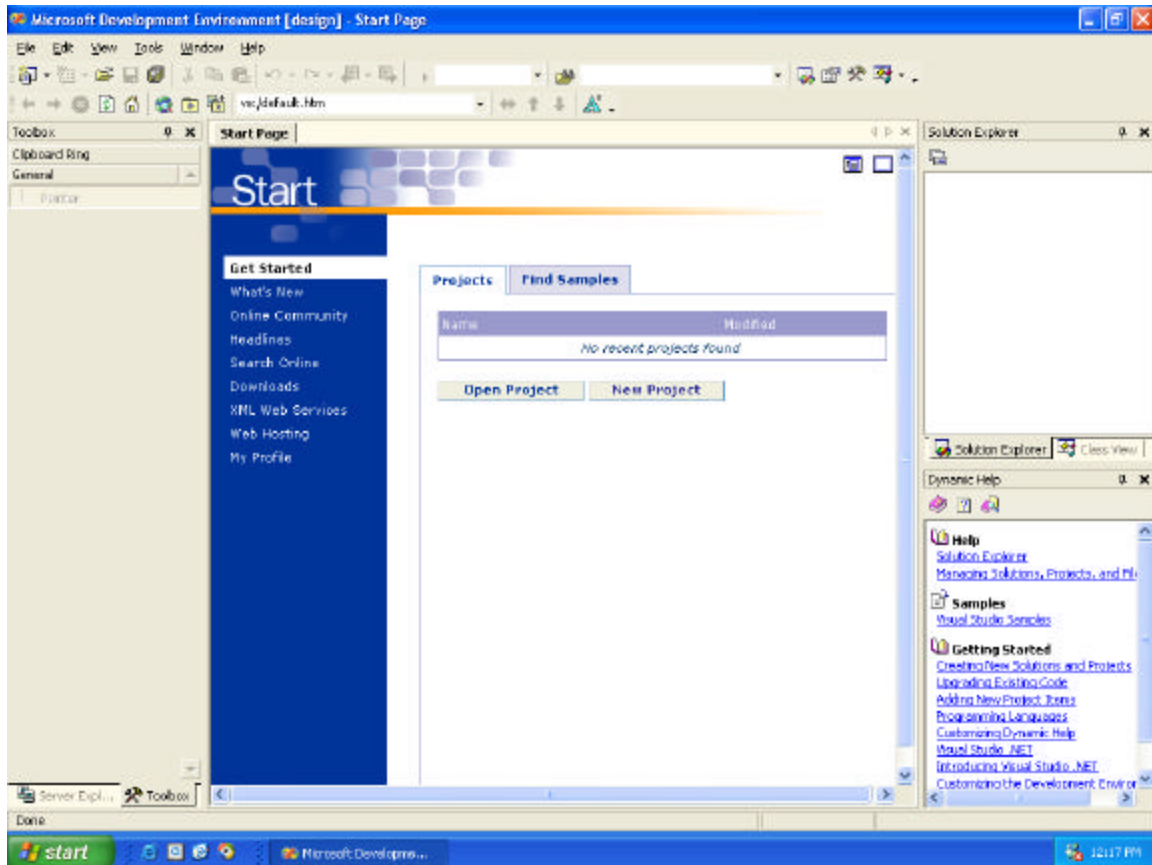 Microsoft Development Environment [design] - Start Page
File Edit View Tools Window Help
vs:/default.htm
Toolbox
Clipboard Ring
General
Pointer
Start Page
Start
Get Started
What's New
Online Community
Headlines
Search Online
Downloads
XML Web Services
Web Hosting
My Profile
Projects Find Samples
Name Modified
No recent projects found
Open Project New Project
Solution Explorer
Solution Explorer Class View
Dynamic Help
Help
Solution Explorer
Managing Solutions, Projects, and Fil
Samples
Visual Studio Samples
Getting Started
Creating New Solutions and Projects
Upgrading Existing Code
Adding New Project Items
Programming Languages
Customizing Dynamic Help
Visual Studio .NET
Introducing Visual Studio .NET
Customizing the Development Enviror
Server Expl... Toolbox
Done
start
Microsoft Developme...
12:17 PM